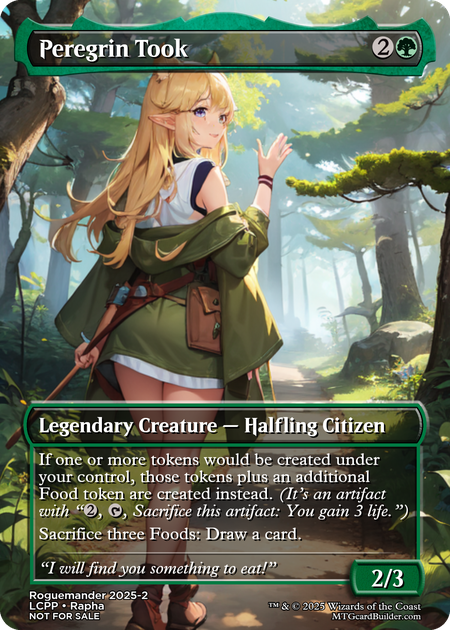 Peregrin Took 2
Legendary Creature — Halfling Citizen
If one or more tokens would be created under
your control, those tokens plus an additional
Food token are created instead. (It's an artifact
with “2, , Sacrifice this artifact: You gain 3 life.”)
Sacrifice three Foods: Draw a card.
“I will find you something to eat!”
2/3
Roguemander 2025-2
LCPP • Rapha
NOT FOR SALE
™ & © 2025 Wizards of the Coast
MTGcardBuilder.com